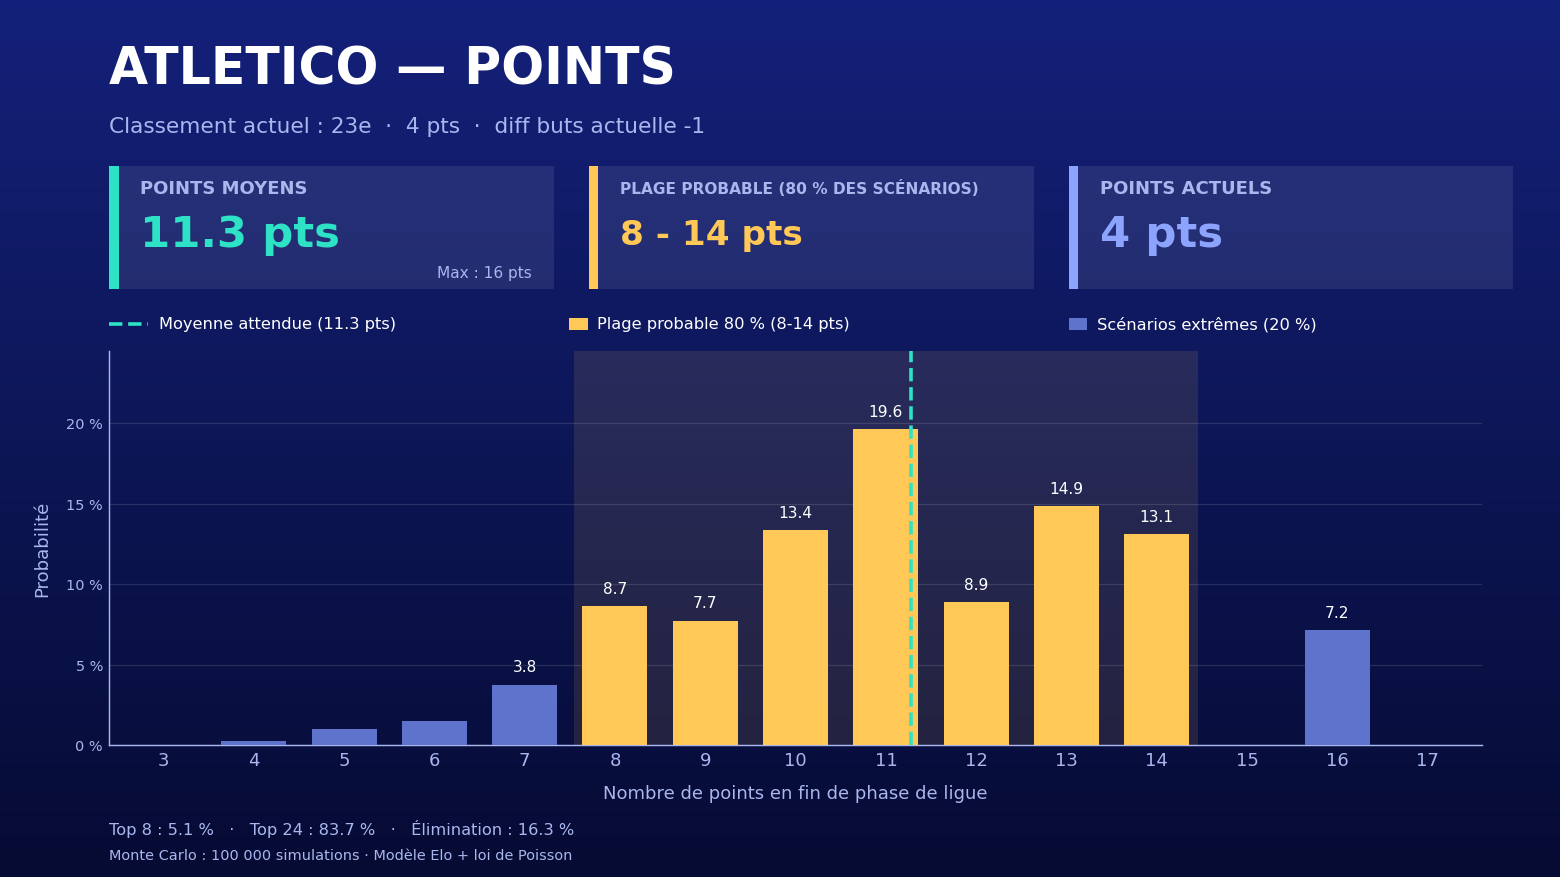 ATLETICO — POINTS
Classement actuel : 23e · 4 pts · diff buts actuelle -1
POINTS MOYENS
11.3 pts
Max : 16 pts
PLAGE PROBABLE (80 % DES SCÉNARIOS)
8 - 14 pts
POINTS ACTUELS
4 pts
Moyenne attendue (11.3 pts)
Plage probable 80 % (8-14 pts)
Scénarios extrêmes (20 %)
Probabilité
20 %
15 %
10 %
5 %
0 %
3.8
8.7
7.7
13.4
19.6
8.9
14.9
13.1
7.2
3 4 5 6 7 8 9 10 11 12 13 14 15 16 17
Nombre de points en fin de phase de ligue
Top 8 : 5.1 % · Top 24 : 83.7 % · Élimination : 16.3 %
Monte Carlo : 100 000 simulations · Modèle Elo + loi de Poisson